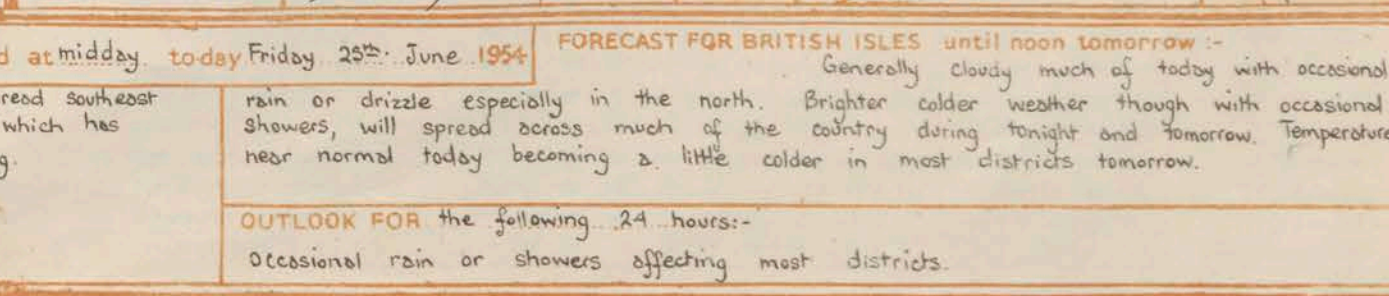 d at midday today Friday 25th June 1954
FORECAST FOR BRITISH ISLES until noon tomorrow :-
read southeast
which has
g.
Generally cloudy much of today with occasional
rain or drizzle especially in the north. Brighter colder weather though with occasional
showers, will spread across much of the country during tonight and tomorrow. Temperature
near normal today becoming a little colder in most districts tomorrow.
OUTLOOK FOR the following 24 hours:-
Occasional rain or showers affecting most districts.